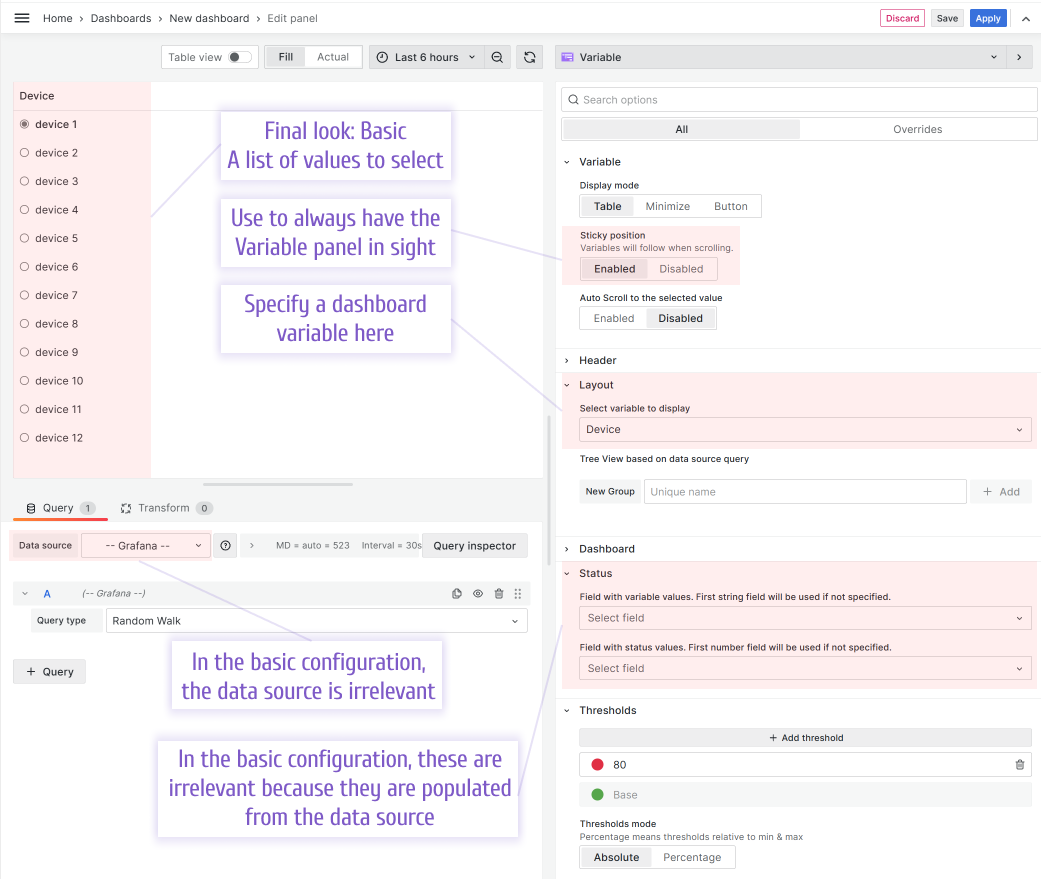 Home › Dashboards › New dashboard › Edit panel
Discard Save Apply
Table view Fill Actual Last 6 hours
Variable
Search options
All Overrides
Device
device 1
device 2
device 3
device 4
device 5
device 6
device 7
device 8
device 9
device 10
device 11
device 12
Final look: Basic
A list of values to select
Use to always have the
Variable panel in sight
Specify a dashboard
variable here
Variable
Display mode
Table Minimize Button
Sticky position
Variables will follow when scrolling.
Enabled Disabled
Auto Scroll to the selected value
Enabled Disabled
Header
Layout
Select variable to display
Device
Tree View based on data source query
New Group Unique name + Add
Query 1 Transform 0
Data source -- Grafana -- MD = auto = 523 Interval = 30s Query inspector
A (-- Grafana --)
Query type Random Walk
+ Query
In the basic configuration,
the data source is irrelevant
In the basic configuration, these are
irrelevant because they are populated
from the data source
Dashboard
Status
Field with variable values. First string field will be used if not specified.
Select field
Field with status values. First number field will be used if not specified.
Select field
Thresholds
+ Add threshold
80
Base
Thresholds mode
Percentage means thresholds relative to min & max
Absolute Percentage